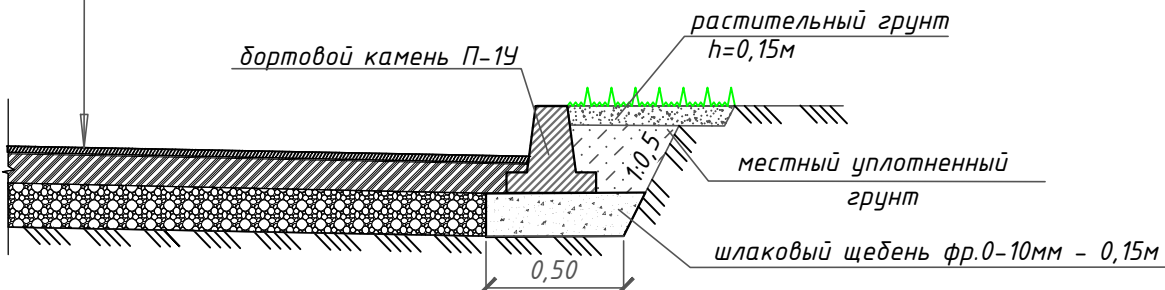 растительный грунт
h=0,15м
бортовой камень П-1У
1:0,5
местный уплотненный
грунт
шлаковый щебень фр.0-10мм - 0,15м
0,50